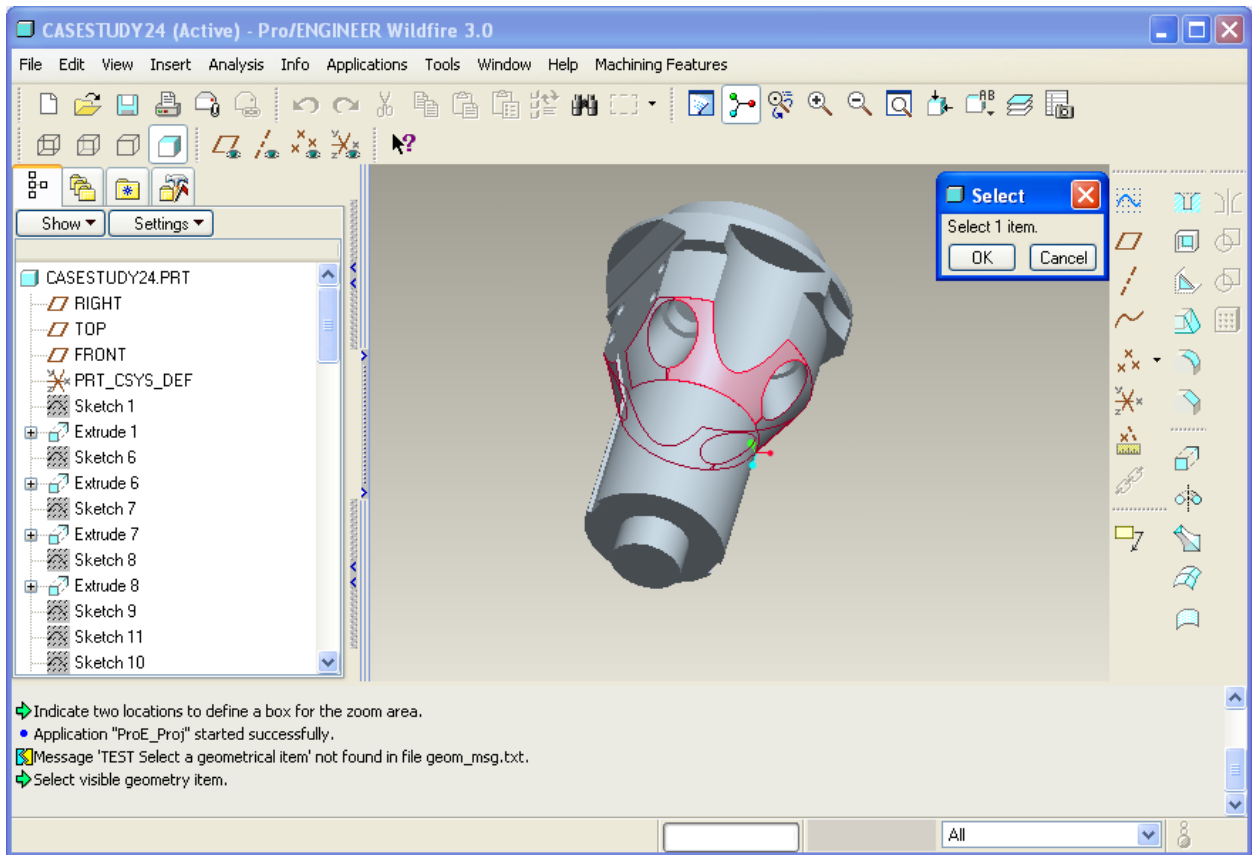 CASESTUDY24 (Active) - Pro/ENGINEER Wildfire 3.0
File Edit View Insert Analysis Info Applications Tools Window Help Machining Features
Show Settings
CASESTUDY24.PRT
RIGHT
TOP
FRONT
PRT_CSYS_DEF
Sketch 1
Extrude 1
Sketch 6
Extrude 6
Sketch 7
Extrude 7
Sketch 8
Extrude 8
Sketch 9
Sketch 11
Sketch 10
Select
Select 1 item.
OK Cancel
Indicate two locations to define a box for the zoom area.
Application "ProE_Proj" started successfully.
Message 'TEST Select a geometrical item' not found in file geom_msg.txt.
Select visible geometry item.
All